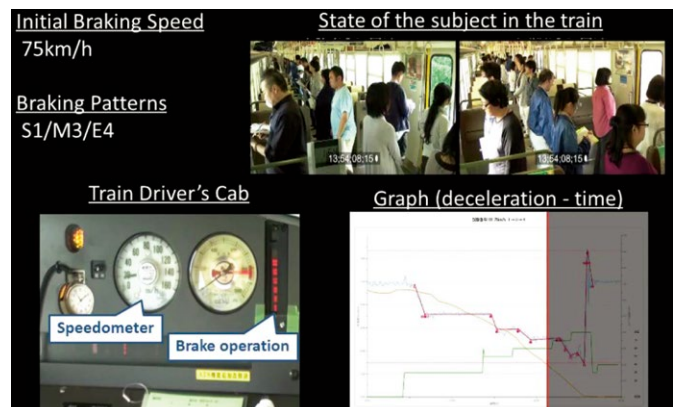 Initial Braking Speed
75km/h
Braking Patterns
S1/M3/E4
State of the subject in the train
13;54;08;15
13;54;08;15
Train Driver's Cab
Speedometer
Brake operation
Graph (deceleration - time)